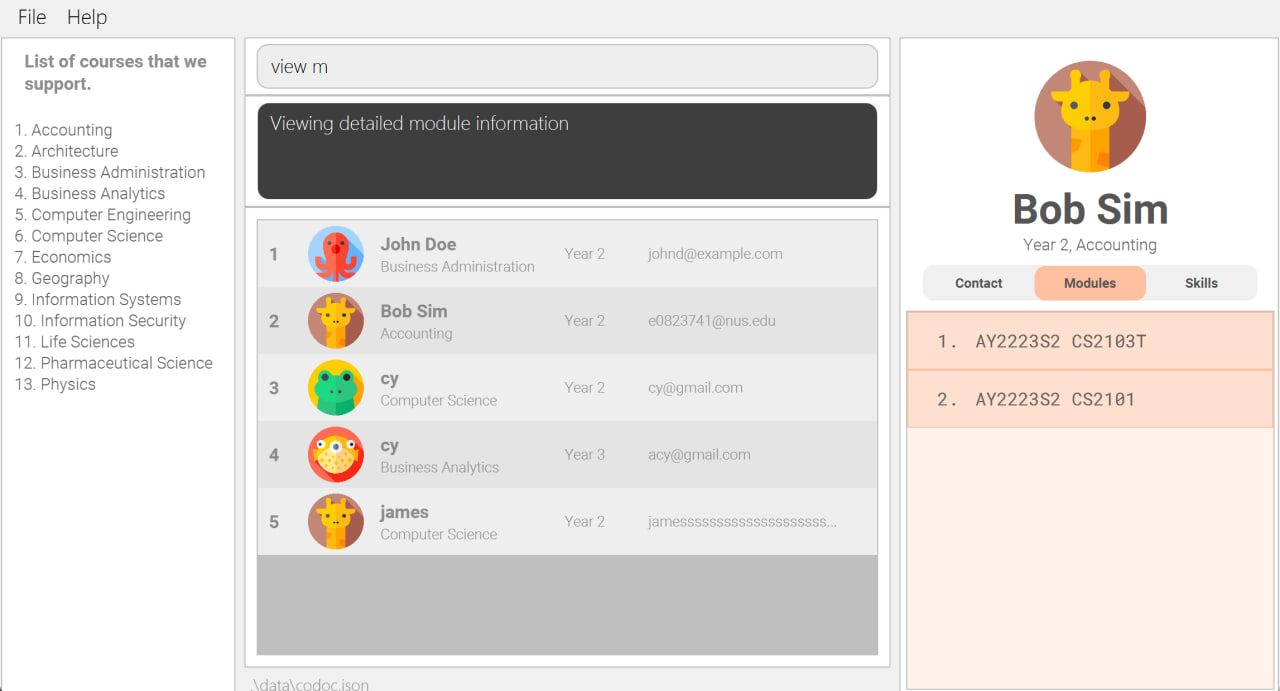 File Help
List of courses that we
support.
1. Accounting
2. Architecture
3. Business Administration
4. Business Analytics
5. Computer Engineering
6. Computer Science
7. Economics
8. Geography
9. Information Systems
10. Information Security
11. Life Sciences
12. Pharmaceutical Science
13. Physics
view m
Viewing detailed module information
1 John Doe Year 2 johnd@example.com
Business Administration
2 Bob Sim Year 2 e0823741@nus.edu
Accounting
3 cy Year 2 cy@gmail.com
Computer Science
4 cy Year 3 acy@gmail.com
Business Analytics
5 james Year 2 jamesssssssssssssssssssss...
Computer Science
.\data\codoc.json
Bob Sim
Year 2, Accounting
Contact Modules Skills
1. AY2223S2 CS2103T
2. AY2223S2 CS2101